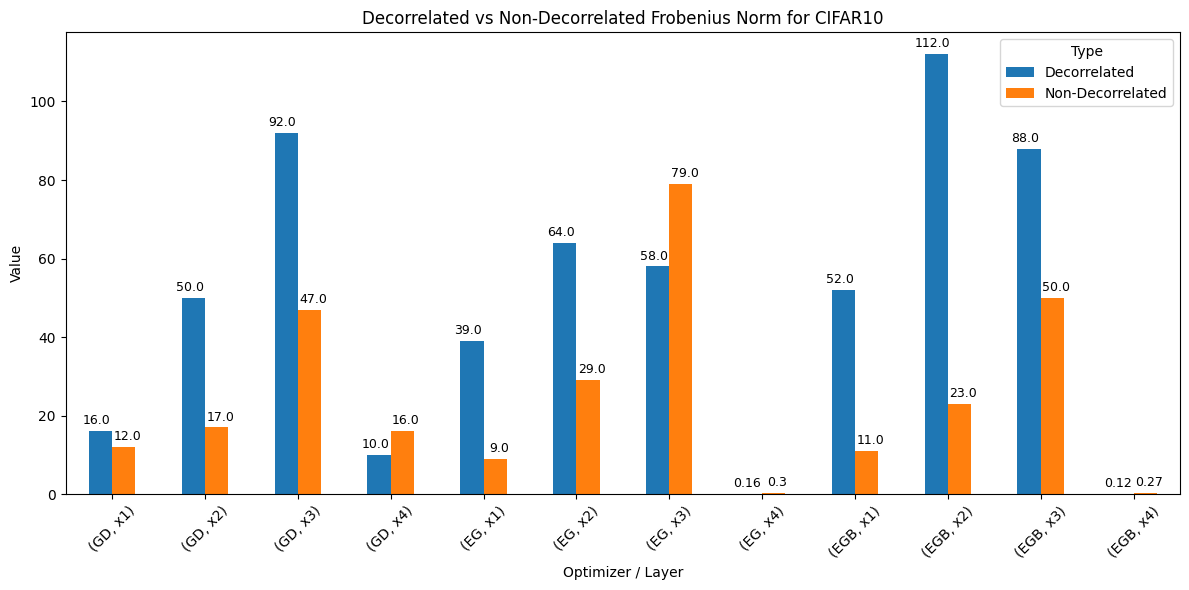 Decorrelated vs Non-Decorrelated Frobenius Norm for CIFAR10
Type
Decorrelated
Non-Decorrelated
Value
100
80
60
40
20
0
16.0
12.0
50.0
17.0
92.0
47.0
10.0
16.0
39.0
9.0
64.0
29.0
58.0
79.0
0.16
0.3
52.0
11.0
112.0
23.0
88.0
50.0
0.12
0.27
(GD, x1)
(GD, x2)
(GD, x3)
(GD, x4)
(EG, x1)
(EG, x2)
(EG, x3)
(EG, x4)
(EGB, x1)
(EGB, x2)
(EGB, x3)
(EGB, x4)
Optimizer / Layer